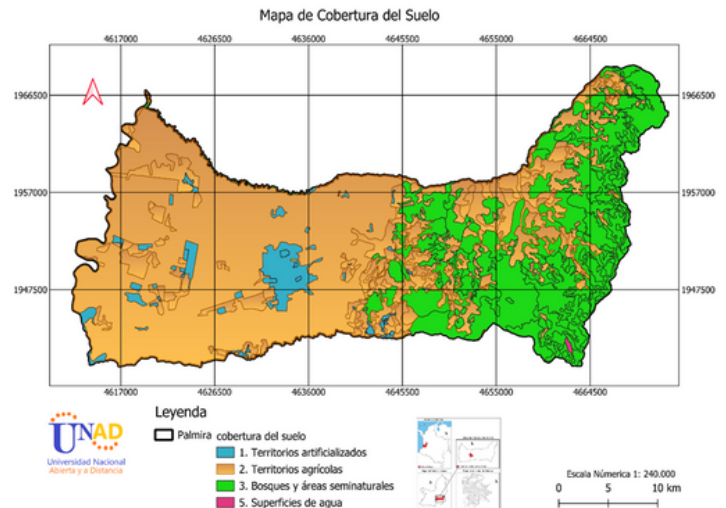 Mapa de Cobertura del Suelo
4617000 4626500 4636000 4645500 4655000 4664500
1966500 1966500
1957000 1957000
1947500 1947500
4617000 4626500 4636000 4645500 4655000 4664500
Leyenda
Palmira cobertura del suelo
1. Territorios artificializados
2. Territorios agrícolas
3. Bosques y áreas seminaturales
5. Superficies de agua
UNAD
Universidad Nacional
Abierta y a Distancia
Escala Númerica 1: 240.000
0 5 10 km